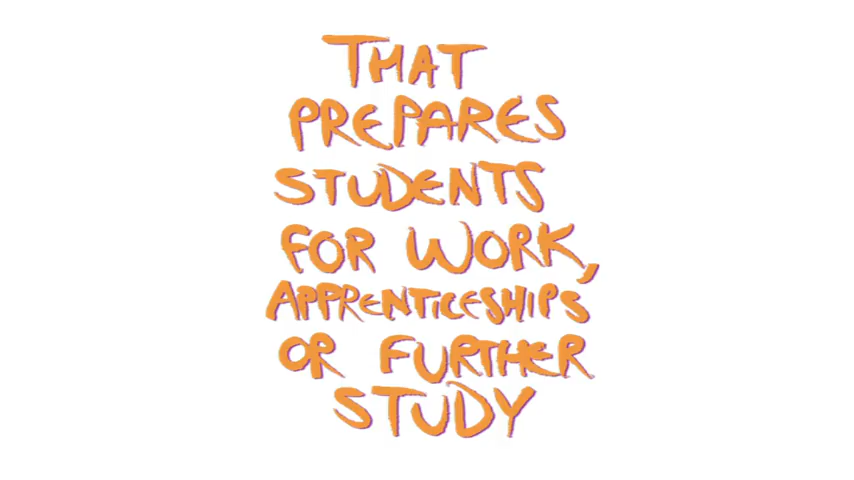 THAT
PREPARES
STUDENTS
FOR WORK,
APPRENTICESHIPS
OR FURTHER
STUDY